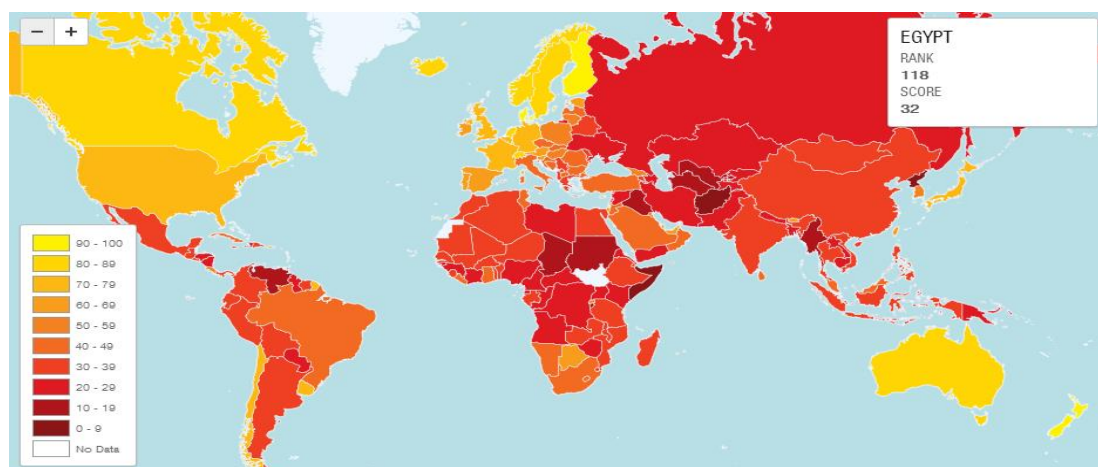 − +
EGYPT
RANK
118
SCORE
32
90 - 100
80 - 89
70 - 79
60 - 69
50 - 59
40 - 49
30 - 39
20 - 29
10 - 19
0 - 9
No Data